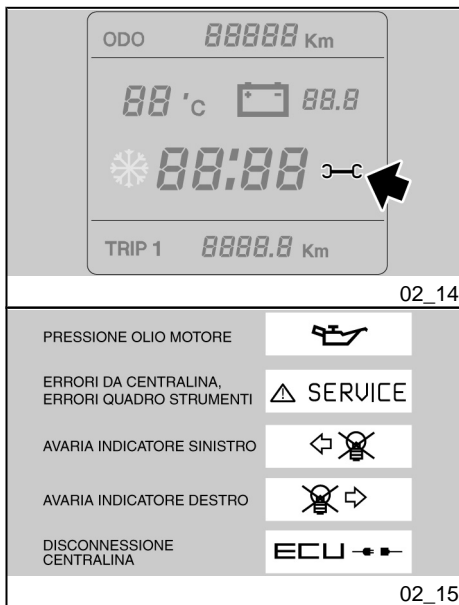 ODO 88888 Km
88 °C 88.8
88:88
TRIP 1 8888.8 Km
02_14
PRESSIONE OLIO MOTORE
ERRORI DA CENTRALINA,
ERRORI QUADRO STRUMENTI
SERVICE
AVARIA INDICATORE SINISTRO
AVARIA INDICATORE DESTRO
DISCONNESSIONE
CENTRALINA
ECU
02_15